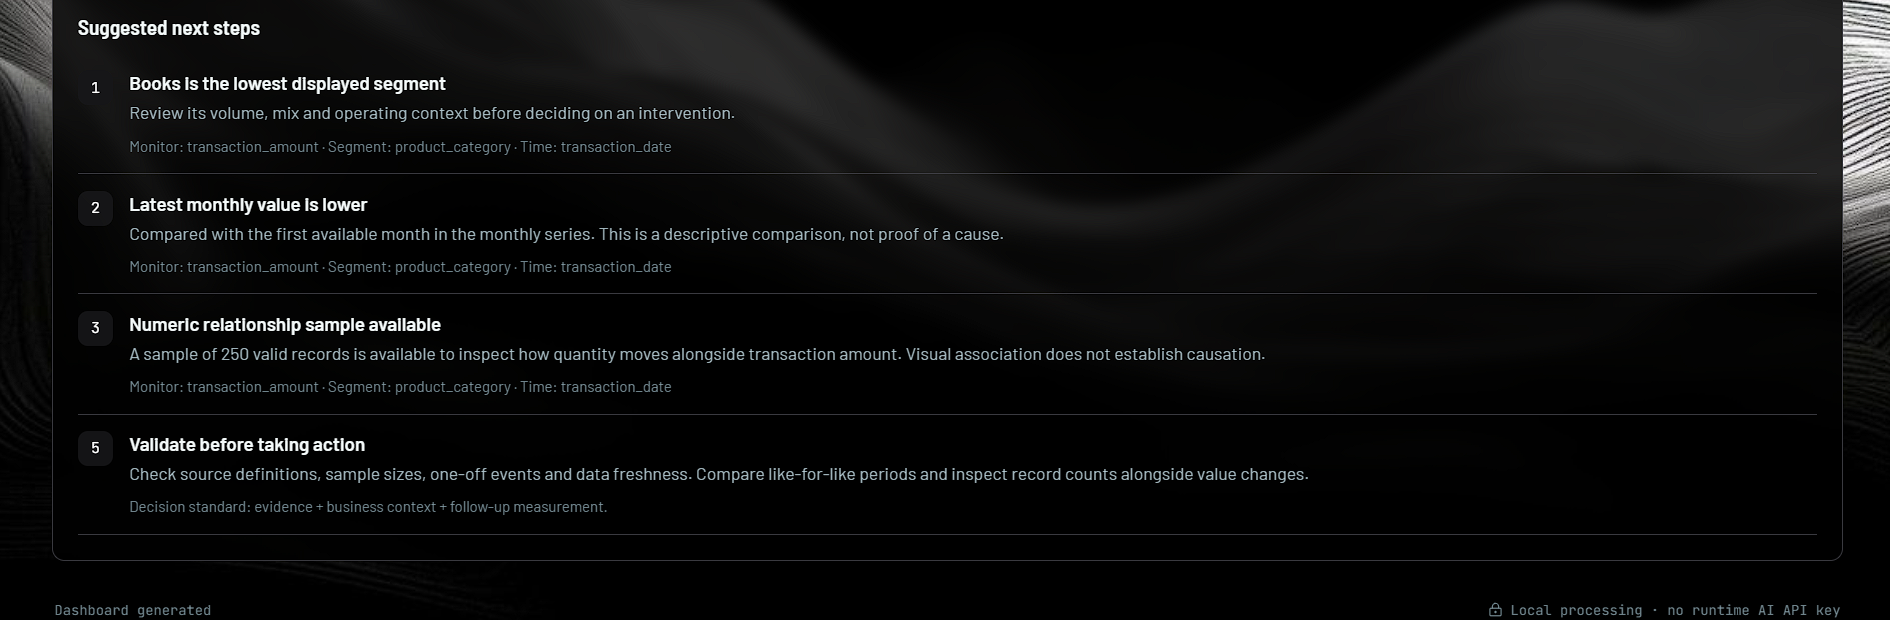 Suggested next steps
1
Books is the lowest displayed segment
Review its volume, mix and operating context before deciding on an intervention.
Monitor: transaction_amount · Segment: product_category · Time: transaction_date
2
Latest monthly value is lower
Compared with the first available month in the monthly series. This is a descriptive comparison, not proof of a cause.
Monitor: transaction_amount · Segment: product_category · Time: transaction_date
3
Numeric relationship sample available
A sample of 250 valid records is available to inspect how quantity moves alongside transaction amount. Visual association does not establish causation.
Monitor: transaction_amount · Segment: product_category · Time: transaction_date
5
Validate before taking action
Check source definitions, sample sizes, one-off events and data freshness. Compare like-for-like periods and inspect record counts alongside value changes.
Decision standard: evidence + business context + follow-up measurement.
Dashboard generated
Local processing · no runtime AI API key